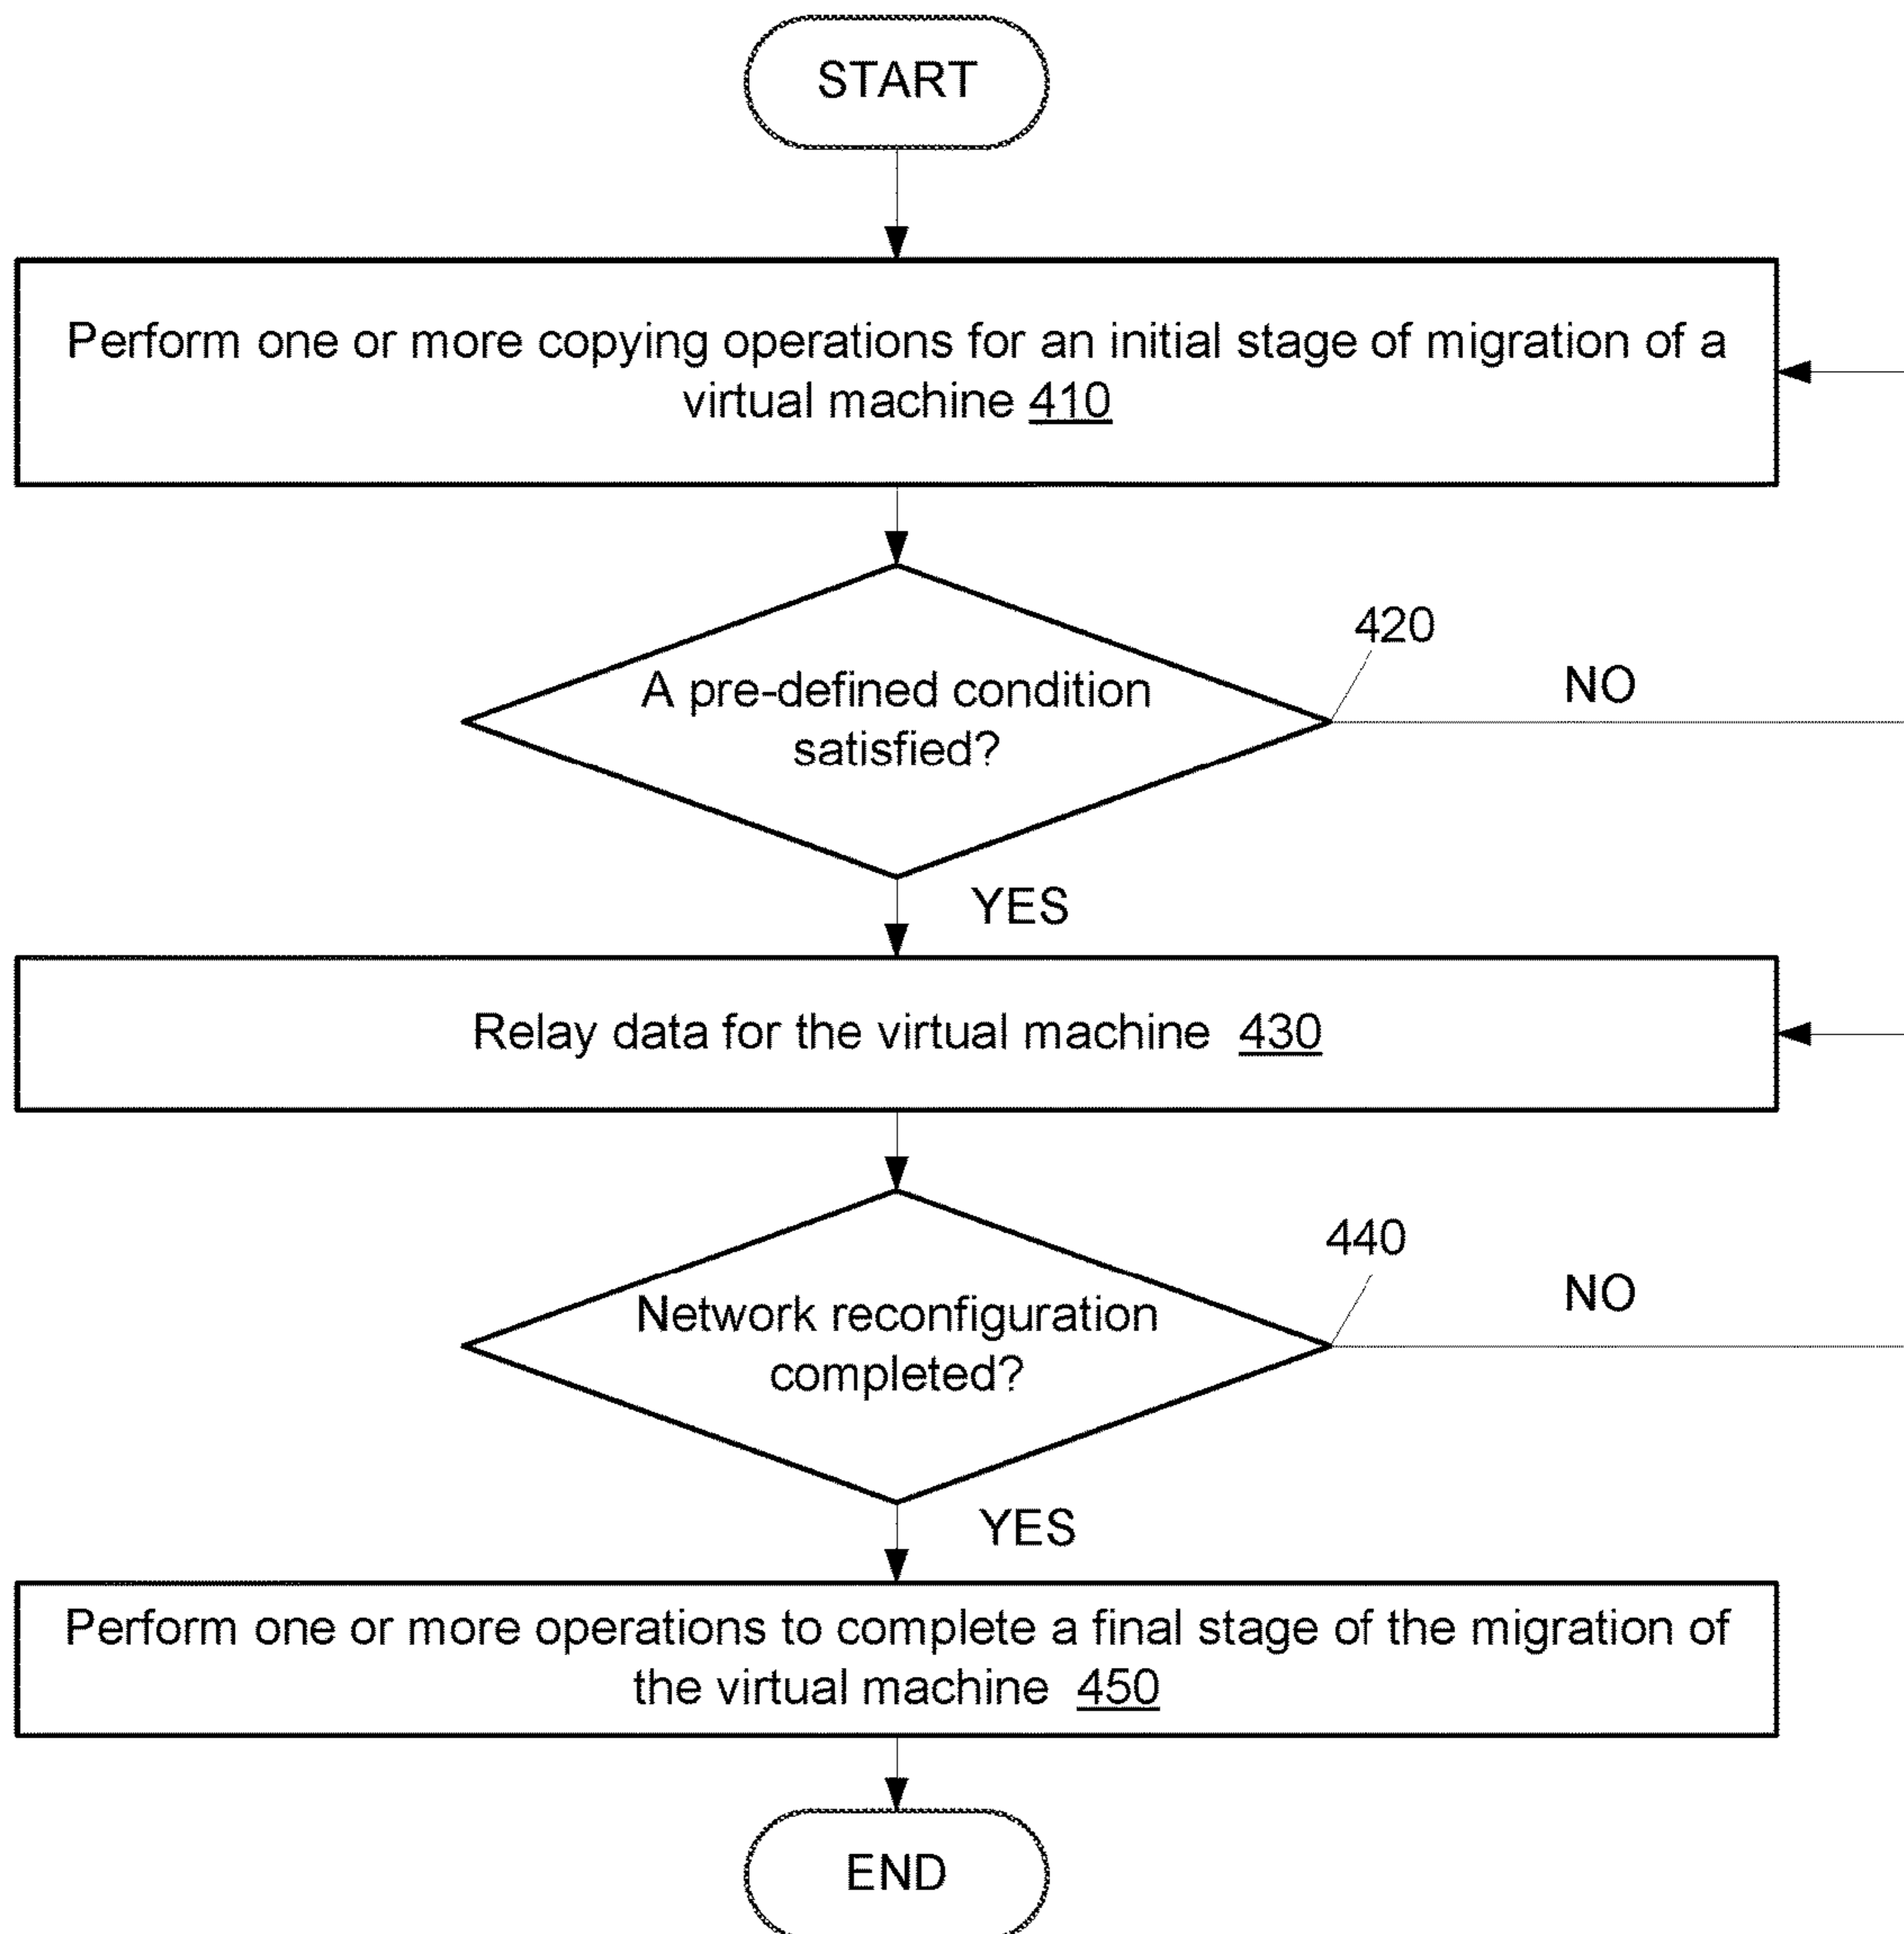 START
Perform one or more copying operations for an initial stage of migration of a
virtual machine 410
420
A pre-defined condition
satisfied?
NO
YES
Relay data for the virtual machine 430
440
Network reconfiguration
completed?
NO
YES
Perform one or more operations to complete a final stage of the migration of
the virtual machine 450
END